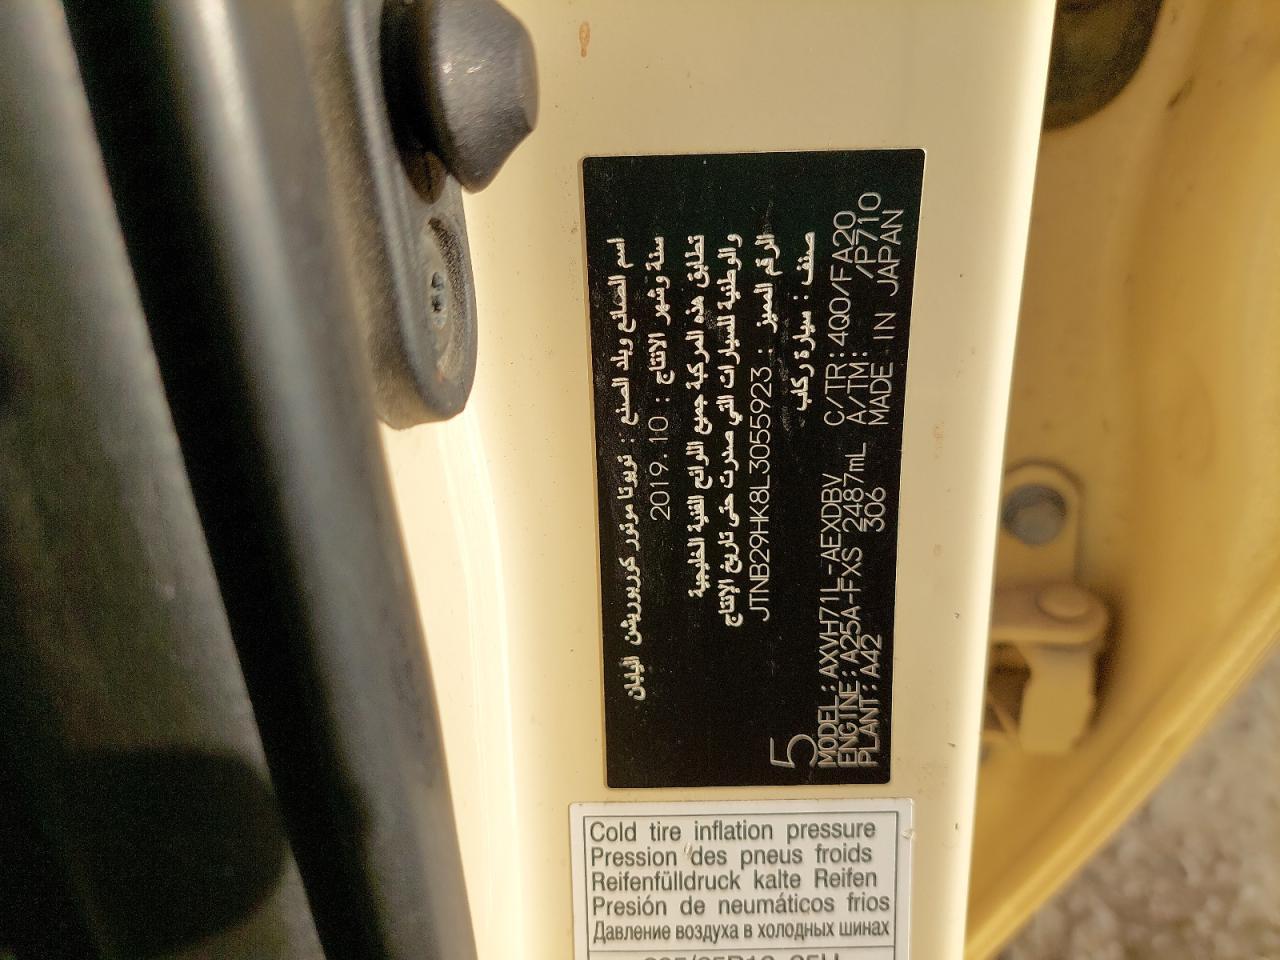 اسم الصانع وبلد الصنع : تويوتا موتور كوربوريشن اليابان
سنة وشهر الانتاج : 2019.10
تطابق هذه المركبة جميع اللوائح الفنية الخليجية
والوطنية للسيارات التي صدرت حتى تاريخ الإنتاج
الرقم المميز : JTNB29HK8L3055923
صنف : سيارة ركاب
5
MODEL: AXVH71L-AEXDBV C/TR: 4Q0/FA20
ENGINE: A25A-FXS 2487mL A/TM: /P710
PLANT: A42 306 MADE IN JAPAN
Cold tire inflation pressure
Pression des pneus froids
Reifenfülldruck kalte Reifen
Presión de neumáticos frios
Давление воздуха в холодных шинах